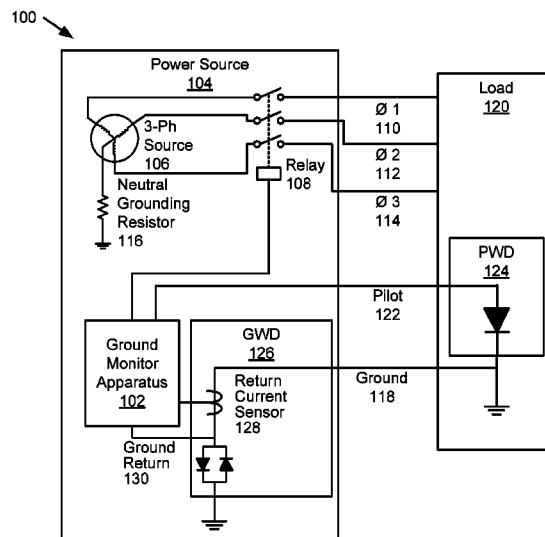 100
Power Source
104
3-Ph
Source
106
Neutral
Grounding
Resistor
116
Relay
108
Ø 1
110
Ø 2
112
Ø 3
114
Load
120
PWD
124
Pilot
122
Ground
Monitor
Apparatus
102
GWD
126
Return
Current
Sensor
128
Ground
118
Ground
Return
130